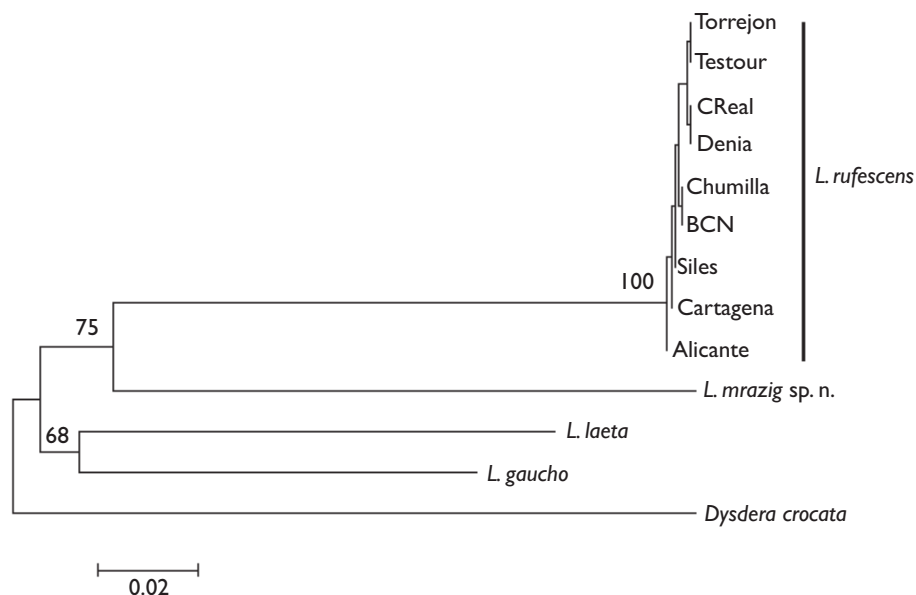 Torrejon
Testour
CReal
Denia
Chumilla
L. rufescens
BCN
Siles
100
Cartagena
75
Alicante
L. mrazig sp. n.
68
L. laeta
L. gaucho
Dysdera crocata
0.02